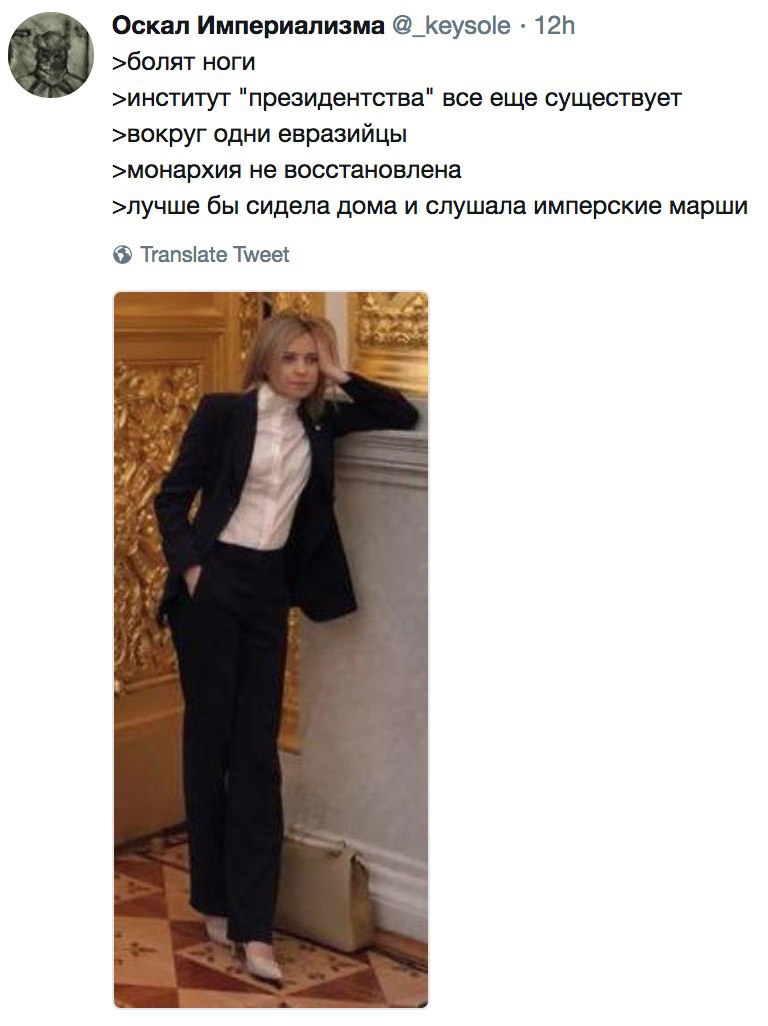 Оскал Империализма @_keysole · 12h
>болят ноги
>институт "президентства" все еще существует
>вокруг одни евразийцы
>монархия не восстановлена
>лучше бы сидела дома и слушала имперские марши
Translate Tweet